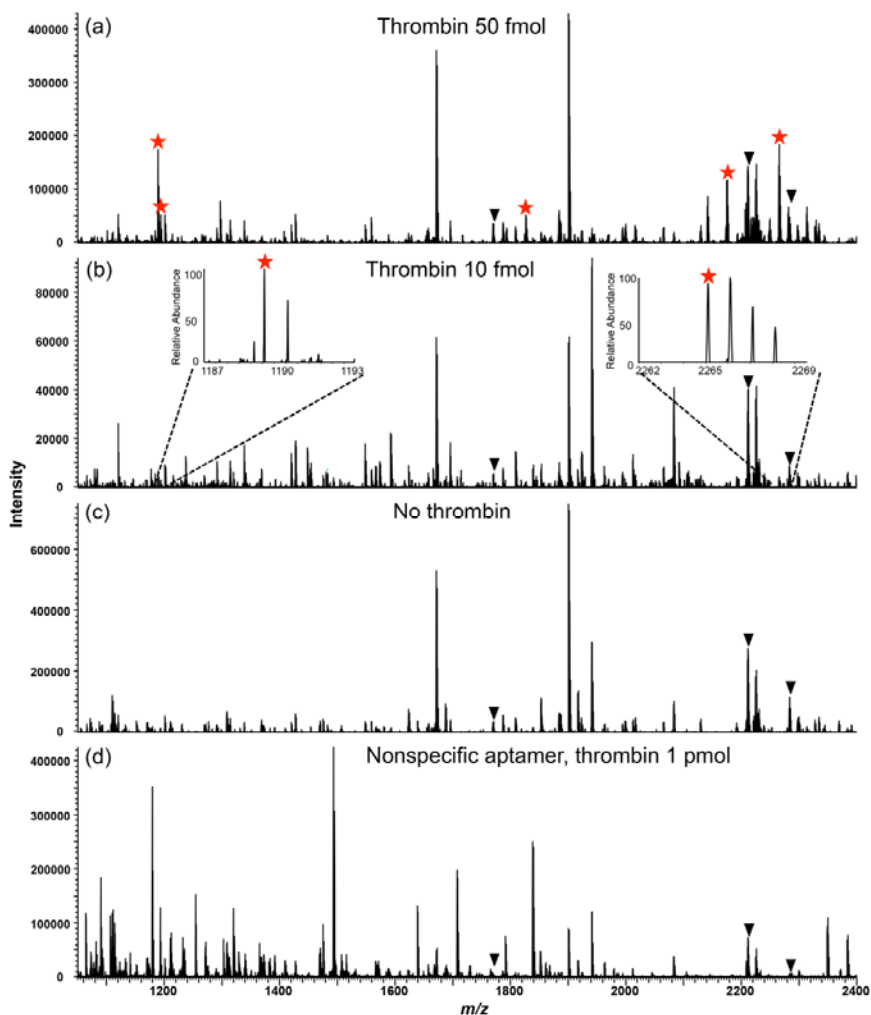 (a) Thrombin 50 fmol
400000
300000
200000
100000
0
(b) Thrombin 10 fmol
80000
60000
40000
20000
0
Relative Abundance
100
50
0
1187 1190 1193
Relative Abundance
100
50
0
2262 2265 2269
Intensity
(c) No thrombin
600000
400000
200000
0
(d) Nonspecific aptamer, thrombin 1 pmol
400000
300000
200000
100000
0
1200 1400 1600 1800 2000 2200 2400
m/z